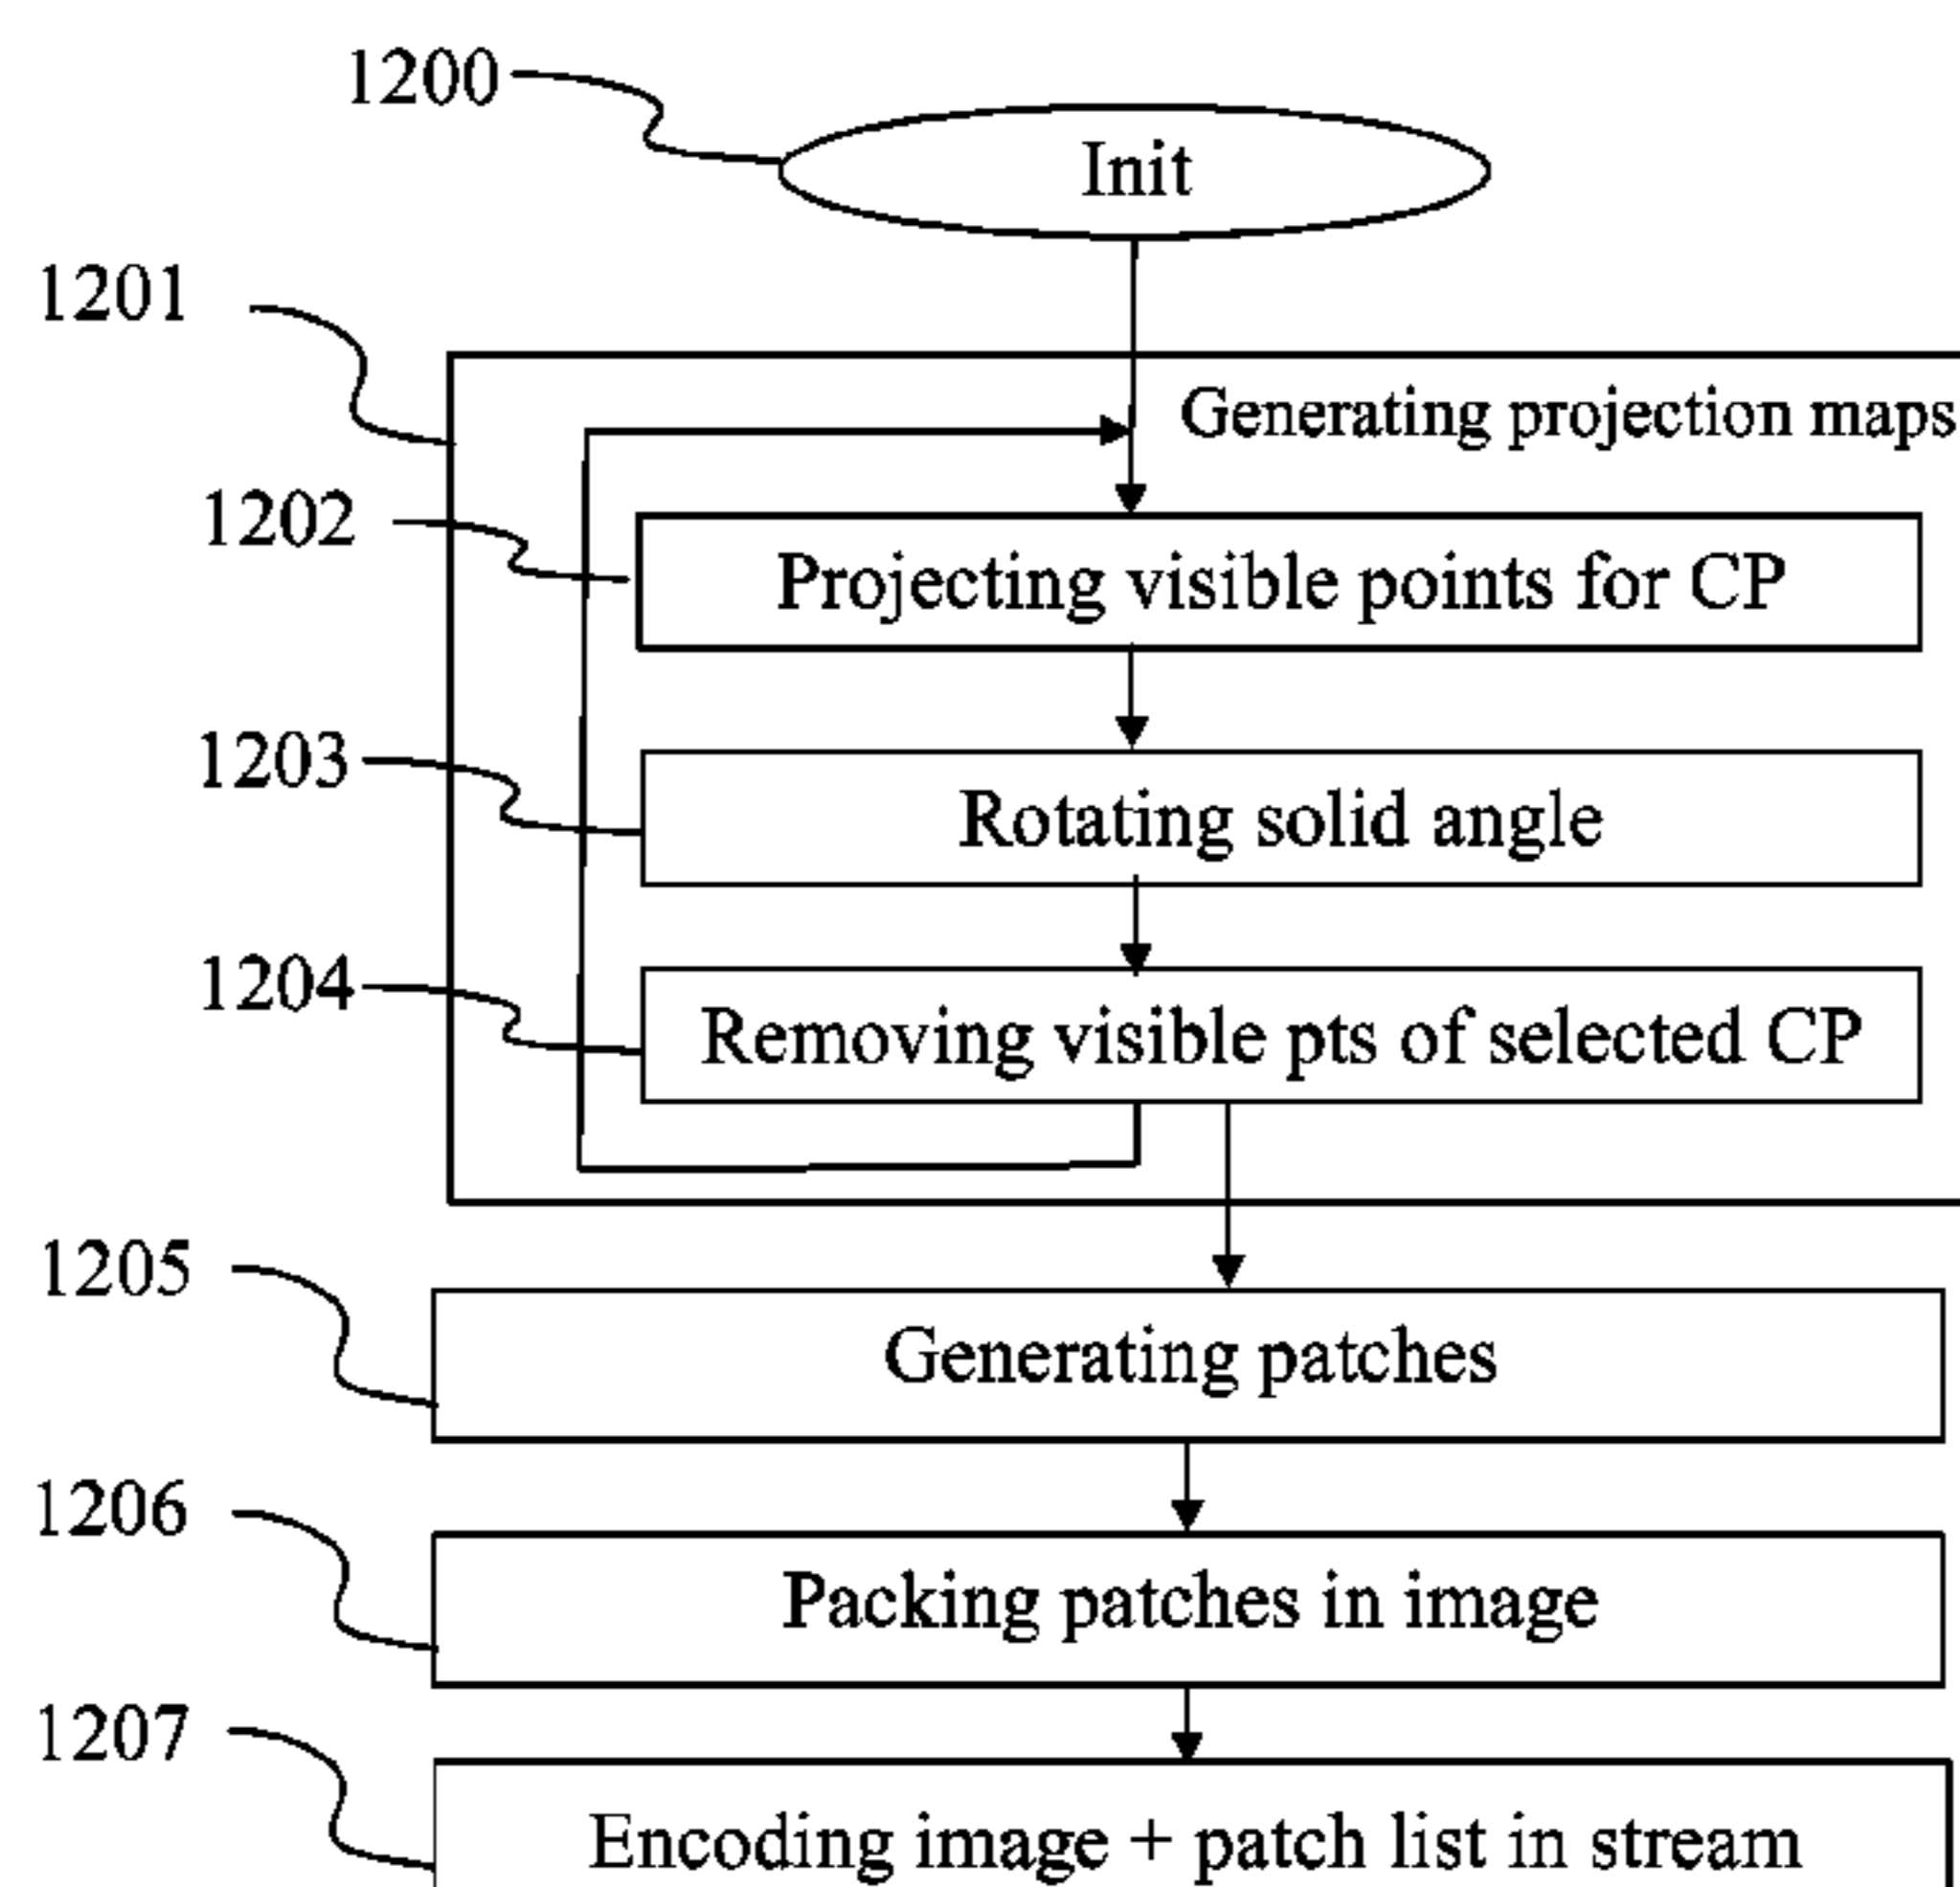 1200
Init
1201
Generating projection maps
1202
Projecting visible points for CP
1203
Rotating solid angle
1204
Removing visible pts of selected CP
1205
Generating patches
1206
Packing patches in image
1207
Encoding image + patch list in stream